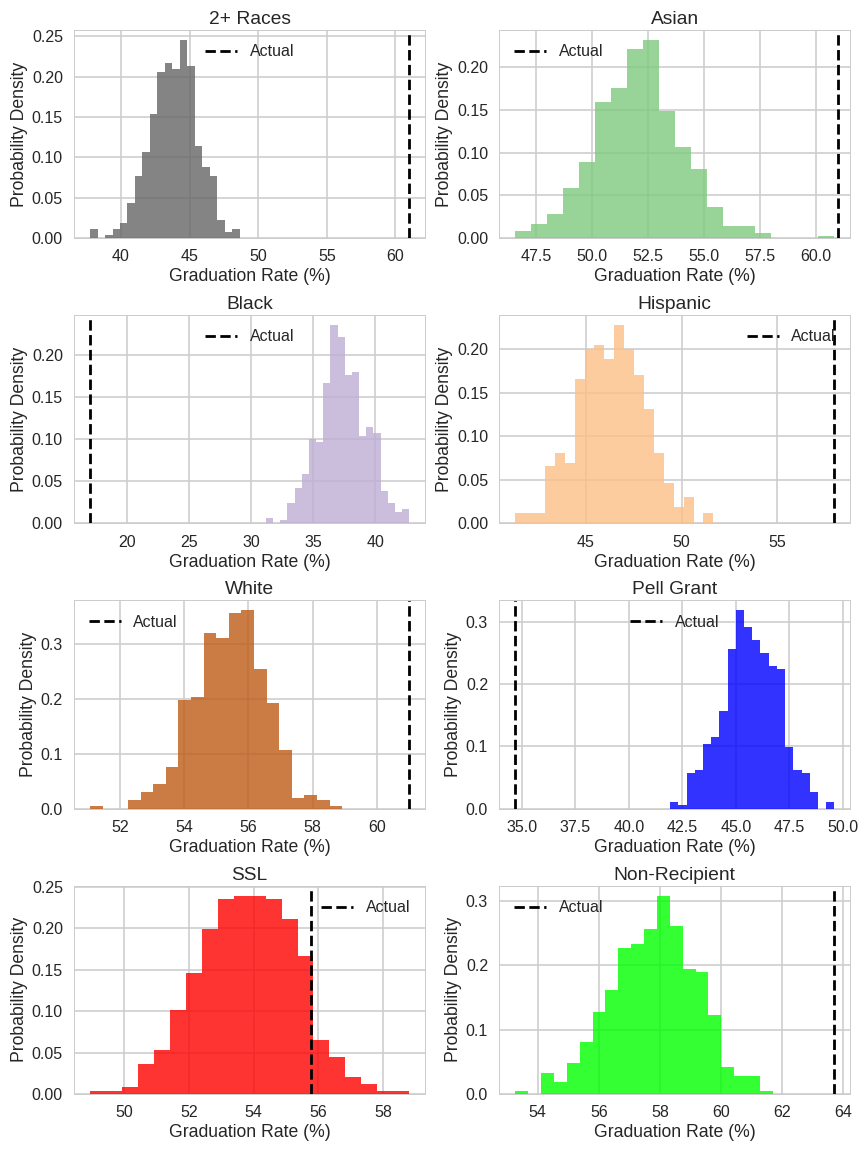 2+ Races
Probability Density
0.25
0.20
0.15
0.10
0.05
0.00
Actual
40 45 50 55 60
Graduation Rate (%)
Asian
Probability Density
0.20
0.15
0.10
0.05
0.00
Actual
47.5 50.0 52.5 55.0 57.5 60.0
Graduation Rate (%)
Black
Probability Density
0.20
0.15
0.10
0.05
0.00
Actual
20 25 30 35 40
Graduation Rate (%)
Hispanic
Probability Density
0.20
0.15
0.10
0.05
0.00
Actual
45 50 55
Graduation Rate (%)
White
Probability Density
0.3
0.2
0.1
0.0
Actual
52 54 56 58 60
Graduation Rate (%)
Pell Grant
Probability Density
0.3
0.2
0.1
0.0
Actual
35.0 37.5 40.0 42.5 45.0 47.5 50.0
Graduation Rate (%)
SSL
Probability Density
0.25
0.20
0.15
0.10
0.05
0.00
Actual
50 52 54 56 58
Graduation Rate (%)
Non-Recipient
Probability Density
0.3
0.2
0.1
0.0
Actual
54 56 58 60 62 64
Graduation Rate (%)